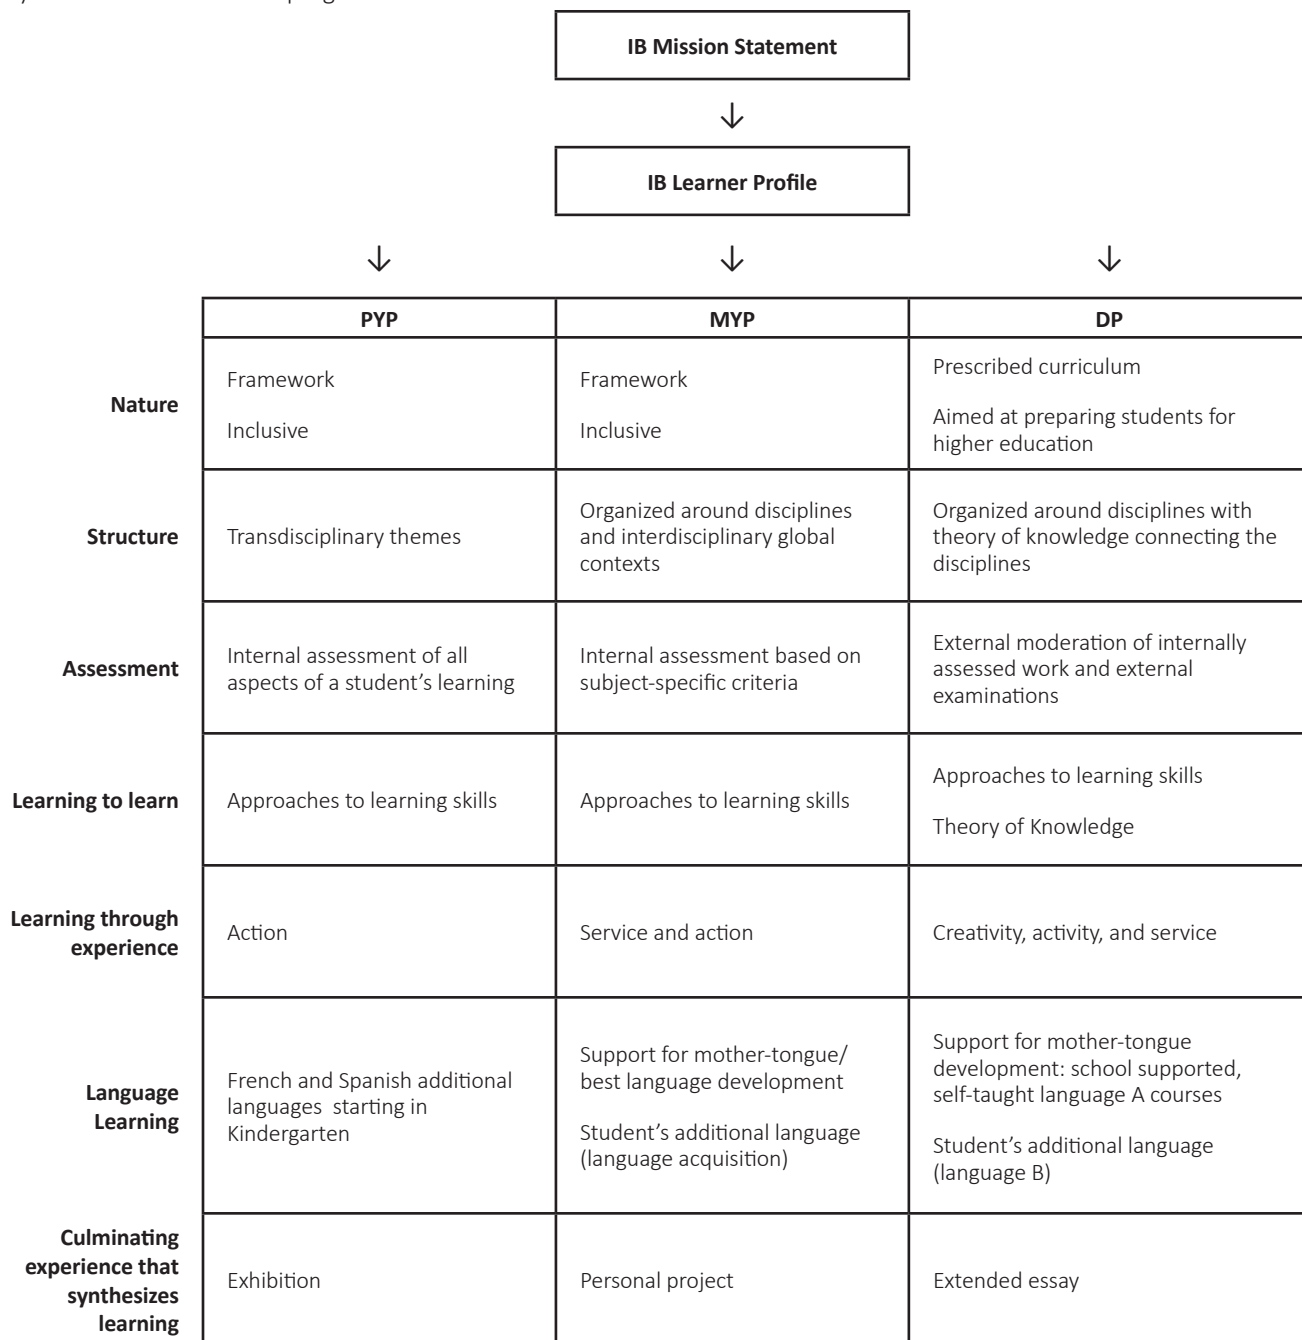 IB Mission Statement
↓
IB Learner Profile
↓ ↓ ↓
PYP MYP DP
Nature
Framework
Inclusive
Framework
Inclusive
Prescribed curriculum
Aimed at preparing students for
higher education
Structure
Transdisciplinary themes
Organized around disciplines
and interdisciplinary global
contexts
Organized around disciplines with
theory of knowledge connecting the
disciplines
Assessment
Internal assessment of all
aspects of a student’s learning
Internal assessment based on
subject-specific criteria
External moderation of internally
assessed work and external
examinations
Learning to learn
Approaches to learning skills
Approaches to learning skills
Approaches to learning skills
Theory of Knowledge
Learning through
experience
Action
Service and action
Creativity, activity, and service
Language
Learning
French and Spanish additional
languages  starting in
Kindergarten
Support for mother-tongue/
best language development
Student’s additional language
(language acquisition)
Support for mother-tongue
development: school supported,
self-taught language A courses
Student’s additional language
(language B)
Culminating
experience that
synthesizes
learning
Exhibition
Personal project
Extended essay